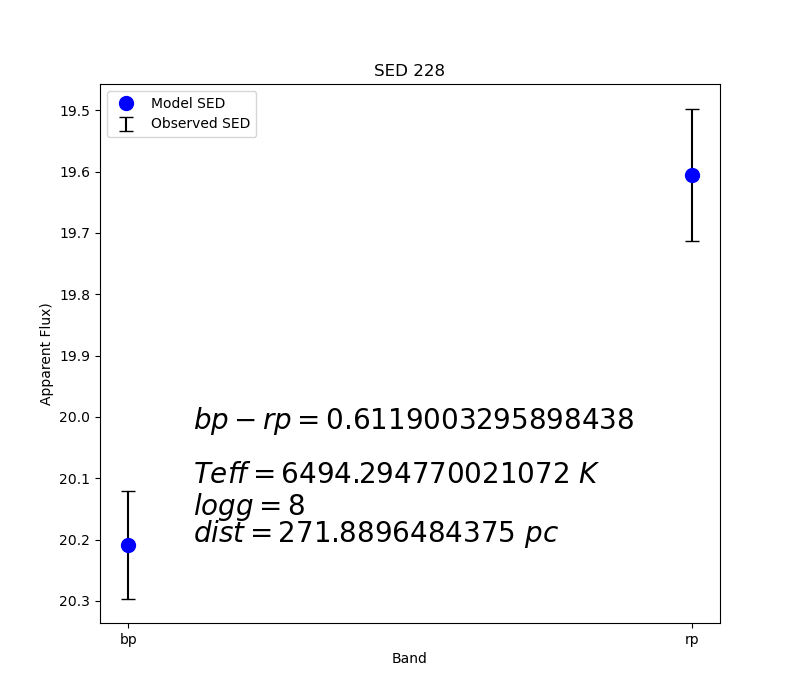 SED 228
Model SED
Observed SED
19.5
19.6
19.7
19.8
19.9
20.0
20.1
20.2
20.3
Apparent Flux)
bp − rp = 0.6119003295898438
Teff = 6494.294770021072 K
logg = 8
dist = 271.8896484375 pc
bp rp
Band